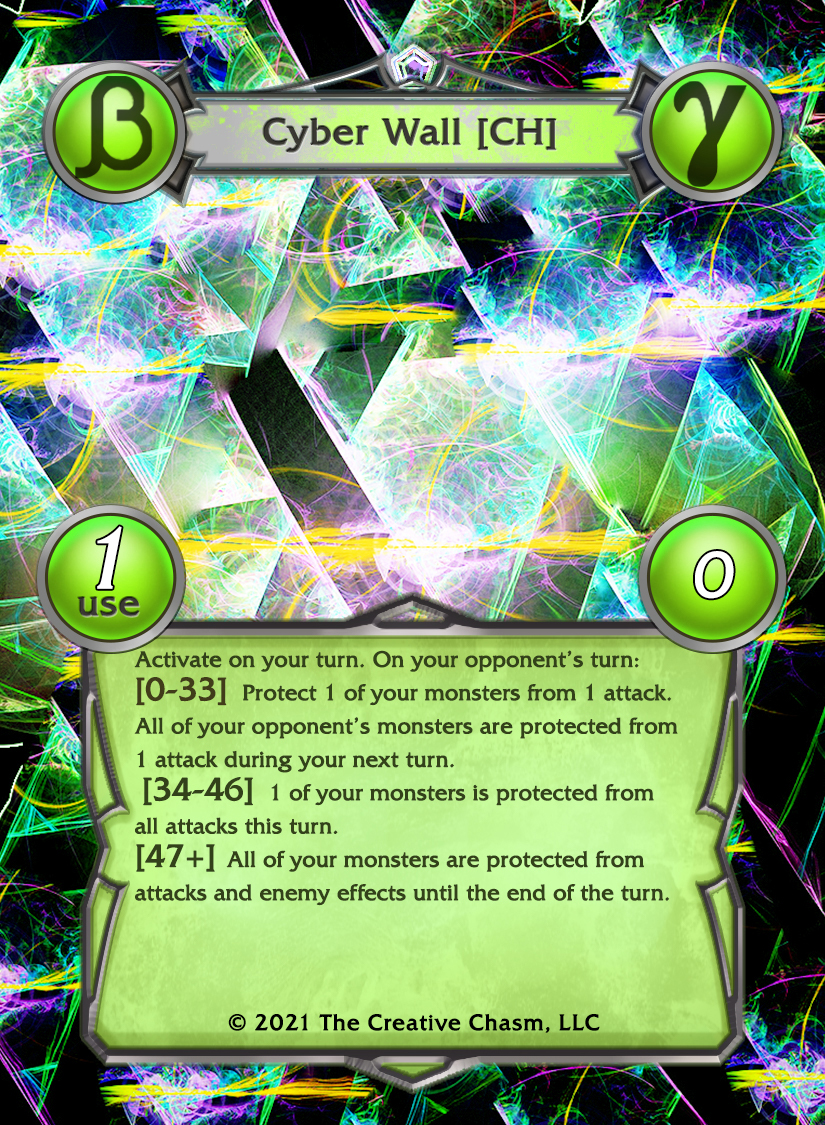 β
Cyber Wall [CH]
γ
1
use
0
Activate on your turn. On your opponent's turn:
[0-33] Protect 1 of your monsters from 1 attack.
All of your opponent's monsters are protected from
1 attack during your next turn.
[34-46] 1 of your monsters is protected from
all attacks this turn.
[47+] All of your monsters are protected from
attacks and enemy effects until the end of the turn.
© 2021 The Creative Chasm, LLC